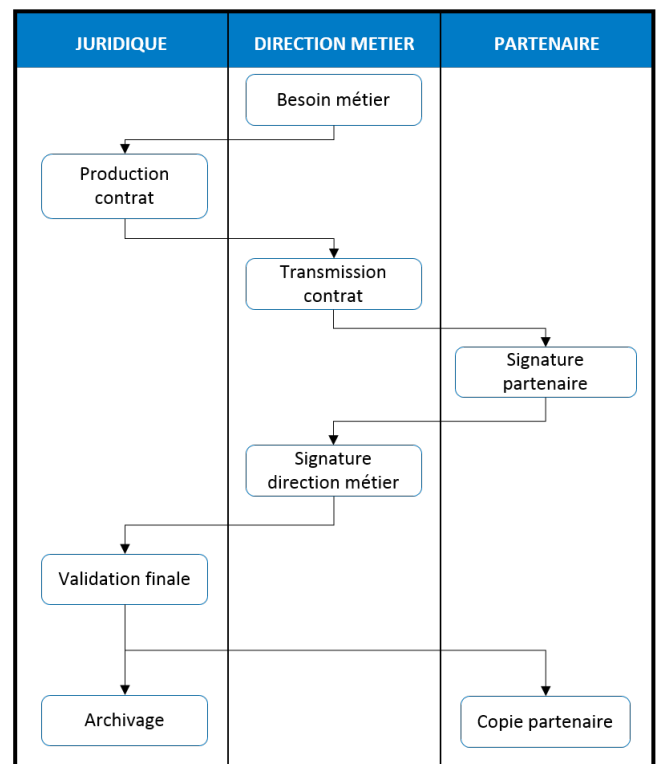 JURIDIQUE
DIRECTION METIER
PARTENAIRE
Besoin métier
Production
contrat
Transmission
contrat
Signature
partenaire
Signature
direction métier
Validation finale
Archivage
Copie partenaire